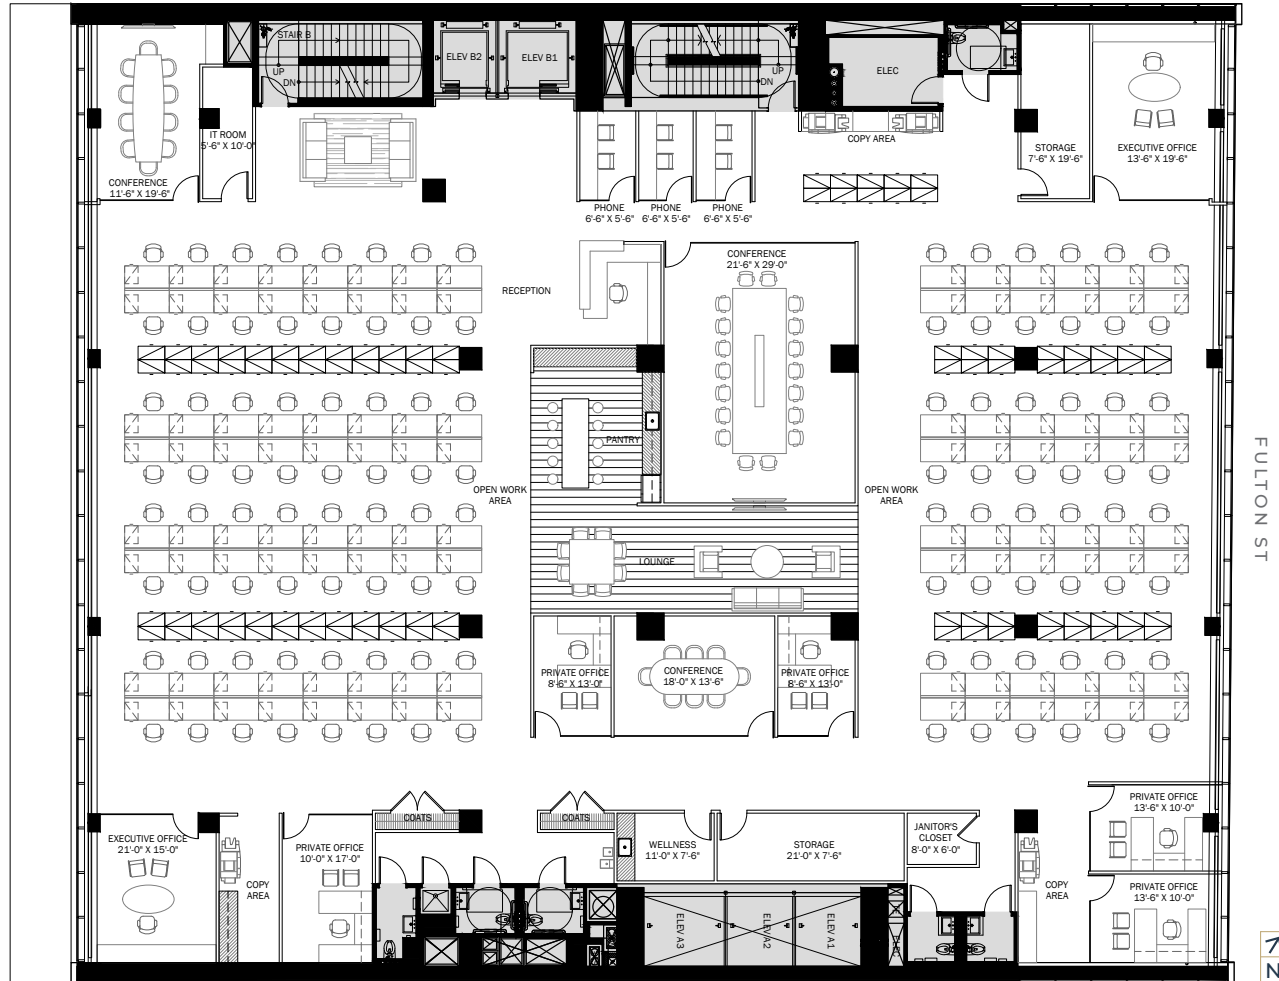 STAIR B
UP
DN
ELEV B2
ELEV B1
UP
DN
ELEC
COPY AREA
IT ROOM
5'-6" X 10'-0"
CONFERENCE
11'-6" X 19'-6"
STORAGE
7'-6" X 19'-6"
EXECUTIVE OFFICE
13'-6" X 19'-6"
PHONE
6'-6" X 5'-6"
PHONE
6'-6" X 5'-6"
PHONE
6'-6" X 5'-6"
CONFERENCE
21'-6" X 29'-0"
RECEPTION
PANTRY
OPEN WORK
AREA
OPEN WORK
AREA
FULTON ST
LOUNGE
PRIVATE OFFICE
8'-6" X 13'-0"
CONFERENCE
18'-0" X 13'-6"
PRIVATE OFFICE
8'-6" X 13'-0"
PRIVATE OFFICE
13'-6" X 10'-0"
COATS
COATS
EXECUTIVE OFFICE
21'-0" X 15'-0"
PRIVATE OFFICE
10'-0" X 17'-0"
WELLNESS
11'-0" X 7'-6"
STORAGE
21'-0" X 7'-6"
JANITOR'S
CLOSET
8'-0" X 6'-0"
COPY
AREA
COPY
AREA
PRIVATE OFFICE
13'-6" X 10'-0"
ELEV A3
ELEV A2
ELEV A1
N